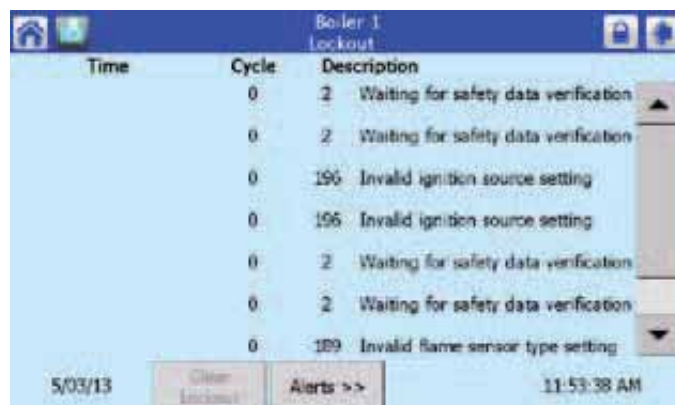 Boiler 1
Lockout
Time Cycle Description
0 2 Waiting for safety data verification
0 2 Waiting for safety data verification
0 196 Invalid ignition source setting
0 196 Invalid ignition source setting
0 2 Waiting for safety data verification
0 2 Waiting for safety data verification
0 189 Invalid flame sensor type setting
5/03/13 Clear Lockout Alerts >> 11:53:38 AM